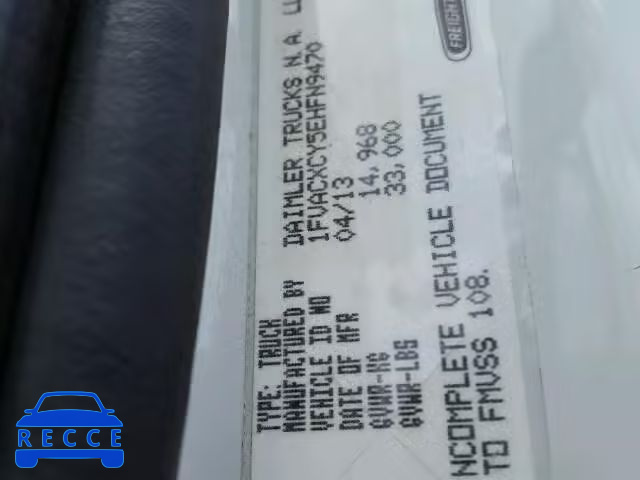 FREIGHT
TYPE: TRUCK
MANUFACTURED BY DAIMLER TRUCKS N.A. LL
VEHICLE ID NO 1FVACXCY5EHFN9470
DATE OF MFR 04/13
GVWR-KG 14,968
GVWR-LBS 33,000
NCOMPLETE VEHICLE DOCUMENT
TO FMVSS 108.
RECCE